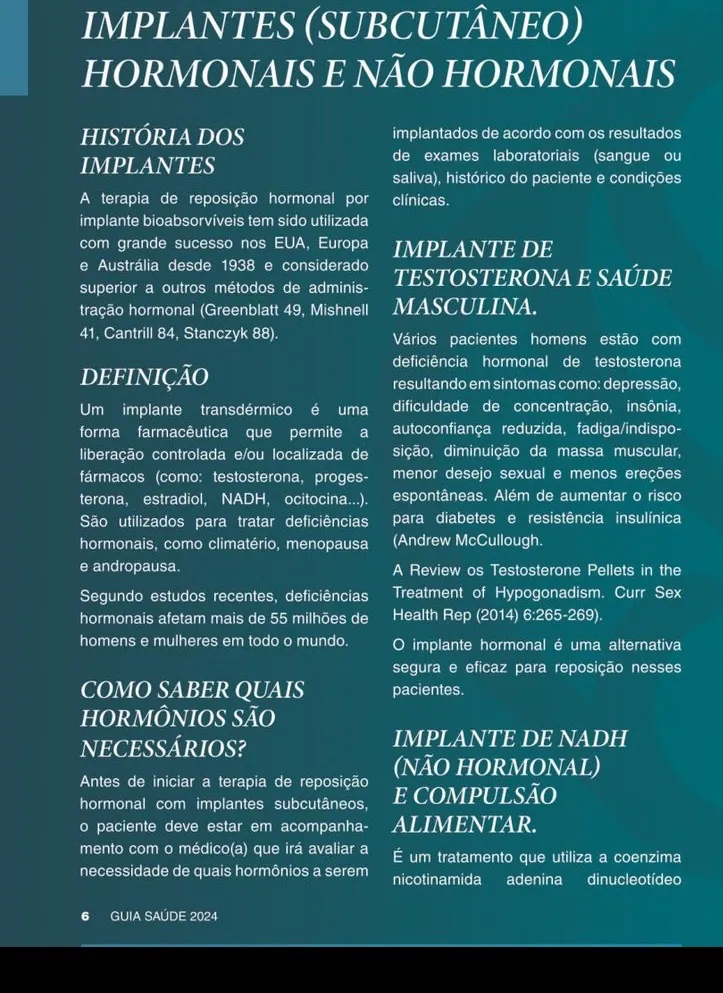 IMPLANTES (SUBCUTÂNEO)
HORMONAIS E NÃO HORMONAIS
HISTÓRIA DOS
IMPLANTES
A terapia de reposição hormonal por
implante bioabsorvíveis tem sido utilizada
com grande sucesso nos EUA, Europa
e Austrália desde 1938 e considerado
superior a outros métodos de adminis-
tração hormonal (Greenblatt 49, Mishnell
41, Cantrill 84, Stanczyk 88).
DEFINIÇÃO
Um implante transdérmico é uma
forma farmacêutica que permite a
liberação controlada e/ou localizada de
fármacos (como: testosterona, proges-
terona, estradiol, NADH, ocitocina...).
São utilizados para tratar deficiências
hormonais, como climatério, menopausa
e andropausa.
Segundo estudos recentes, deficiências
hormonais afetam mais de 55 milhões de
homens e mulheres em todo o mundo.
COMO SABER QUAIS
HORMÔNIOS SÃO
NECESSÁRIOS?
Antes de iniciar a terapia de reposição
hormonal com implantes subcutâneos,
o paciente deve estar em acompanha-
mento com o médico(a) que irá avaliar a
necessidade de quais hormônios a serem
implantados de acordo com os resultados
de exames laboratoriais (sangue ou
saliva), histórico do paciente e condições
clínicas.
IMPLANTE DE
TESTOSTERONA E SAÚDE
MASCULINA.
Vários pacientes homens estão com
deficiência hormonal de testosterona
resultando em sintomas como: depressão,
dificuldade de concentração, insônia,
autoconfiança reduzida, fadiga/indispo-
sição, diminuição da massa muscular,
menor desejo sexual e menos ereções
espontâneas. Além de aumentar o risco
para diabetes e resistência insulínica
(Andrew McCullough.
A Review os Testosterone Pellets in the
Treatment of Hypogonadism. Curr Sex
Health Rep (2014) 6:265-269).
O implante hormonal é uma alternativa
segura e eficaz para reposição nesses
pacientes.
IMPLANTE DE NADH
(NÃO HORMONAL)
E COMPULSÃO
ALIMENTAR.
É um tratamento que utiliza a coenzima
nicotinamida adenina dinucleotídeo
6 GUIA SAÚDE 2024